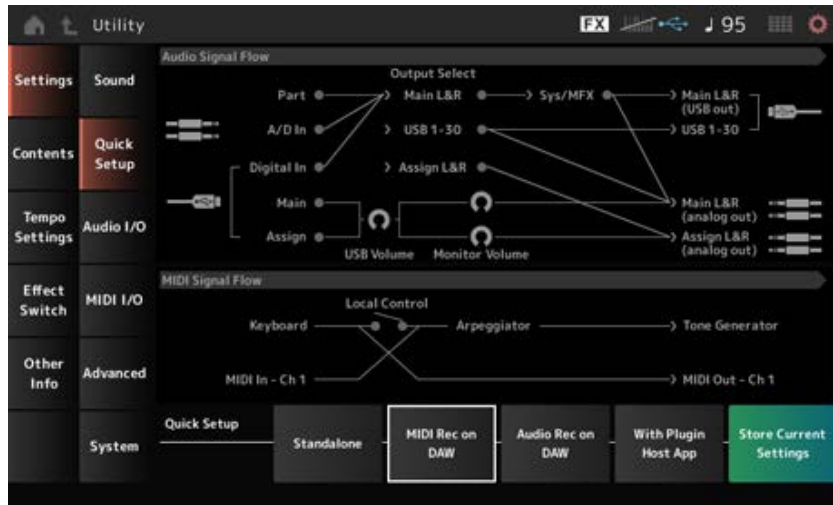 Utility
FX
95
Settings
Contents
Tempo
Settings
Effect
Switch
Other
Info
Sound
Quick
Setup
Audio I/O
MIDI I/O
Advanced
System
Audio Signal Flow
Output Select
Part
Main L&R
Sys/MFX
Main L&R
(USB out)
A/D In
USB 1-30
USB 1-30
Digital In
Assign L&R
Main
Main L&R
(analog out)
Assign
Assign L&R
(analog out)
USB Volume
Monitor Volume
MIDI Signal Flow
Local Control
Keyboard
Arpeggiator
Tone Generator
MIDI In - Ch 1
MIDI Out - Ch 1
Quick Setup
Standalone
MIDI Rec on
DAW
Audio Rec on
DAW
With Plugin
Host App
Store Current
Settings